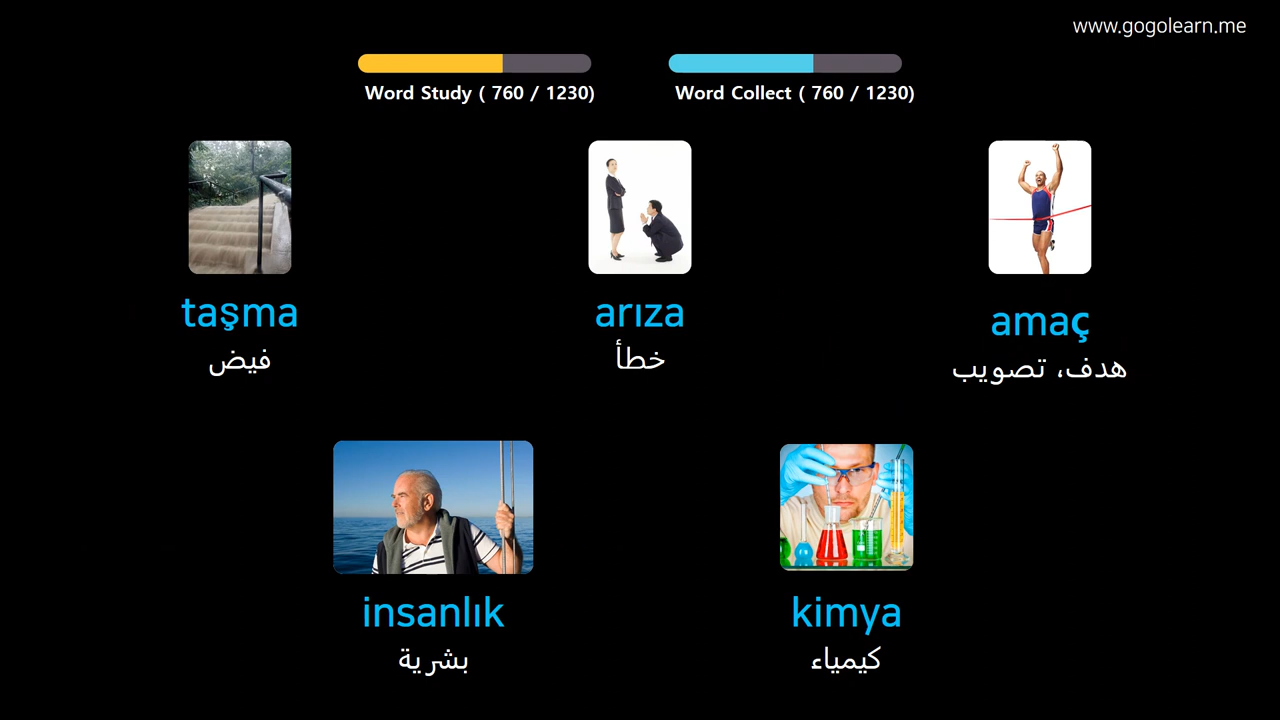 www.gogolearn.me
Word Study ( 760 / 1230)
Word Collect ( 760 / 1230)
taşma
فيض
arıza
خطأ
amaç
هدف، تصويب
insanlık
بشرية
kimya
كيمياء